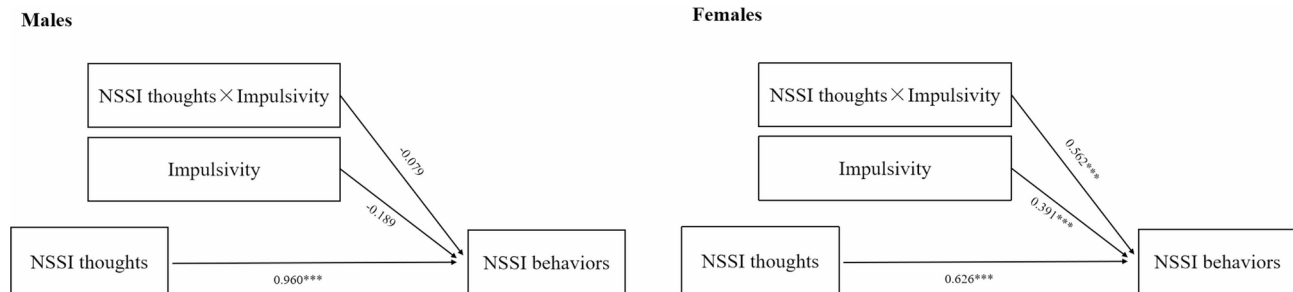 Males
NSSI thoughts×Impulsivity
Impulsivity
-0.079
-0.189
NSSI thoughts
NSSI behaviors
0.960***
Females
NSSI thoughts×Impulsivity
Impulsivity
0.562***
0.391***
NSSI thoughts
NSSI behaviors
0.626***